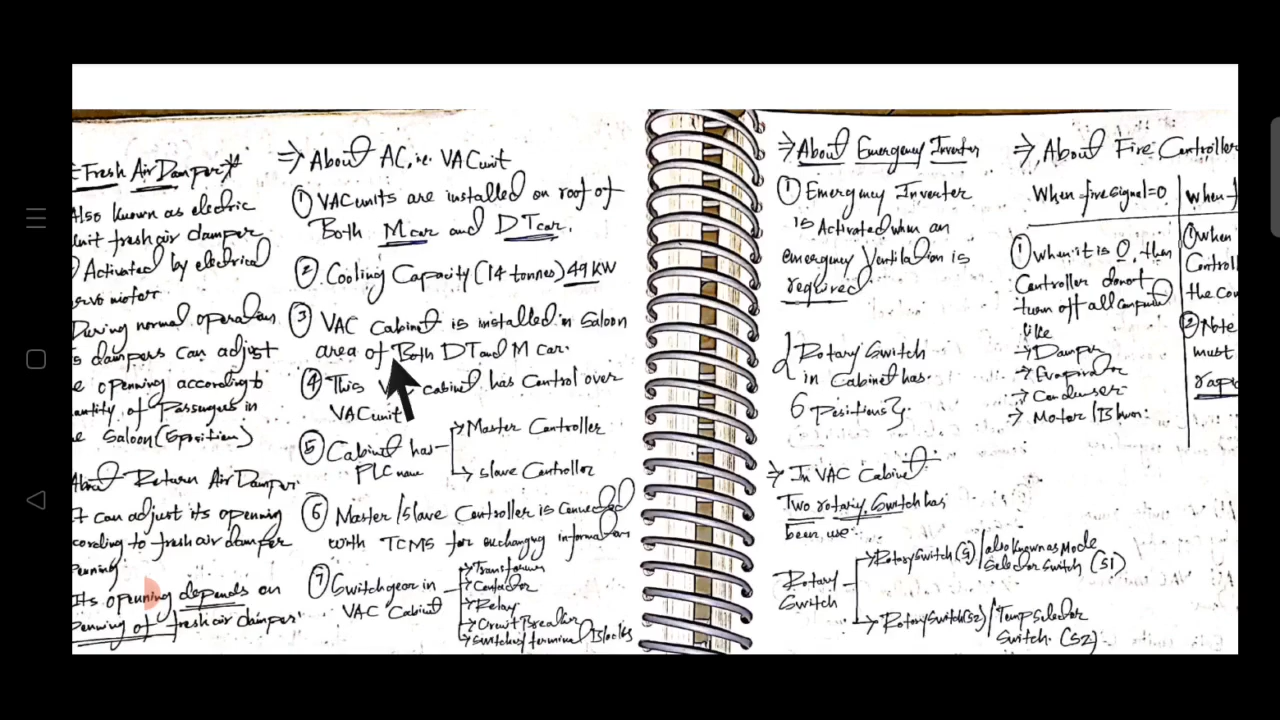 Fresh Air Damper
Also known as electric
unit fresh air damper
Activated by electrical
servo motor
During normal operation
dampers can adjust
openning according to
quantity of Passengers in
Saloon (6 position)
About Return Air Damper
It can adjust its openning
according to fresh air damper
Its openning depends on
fresh air damper
⇒ About AC, i.e. VAC unit
① VAC units are installed on roof of
Both M car and DT car.
② Cooling Capacity (14 tonnes) 49 KW
③ VAC cabinet is installed in Saloon
area of Both DT and M car.
④ This cabinet has Control over
VAC unit
⑤ Cabinet has
PLC name
→ Master Controller
→ Slave Controller
⑥ Master/slave Controller is connected
with TCMS for exchanging information
⑦ Switchgear in
VAC Cabinet
→ Transformer
→ Contactor
→ Relay
→ Circuit Breaker
→ switches/terminal Blocks
⇒ About Emergency Inverter
① Emergency Inverter
is Activated when an
emergency Ventilation is
required.
{ Rotary Switch
in Cabinet has
6 positions }
⇒ In VAC Cabinet
Two rotary Switch has
been use
Rotary
Switch
→ Rotary Switch (S1) / also known as Mode
Selector Switch (S1)
→ Rotary Switch (S2) / Temp Selector
Switch. (S2)
⇒ About Fire Controller
When fire signal = 0
① when it is 0, then
Controller donot
turn off all
like
→ Damper
→ Evaporator
→ Condenser
→ Motor
When
① When
the
② Note
must